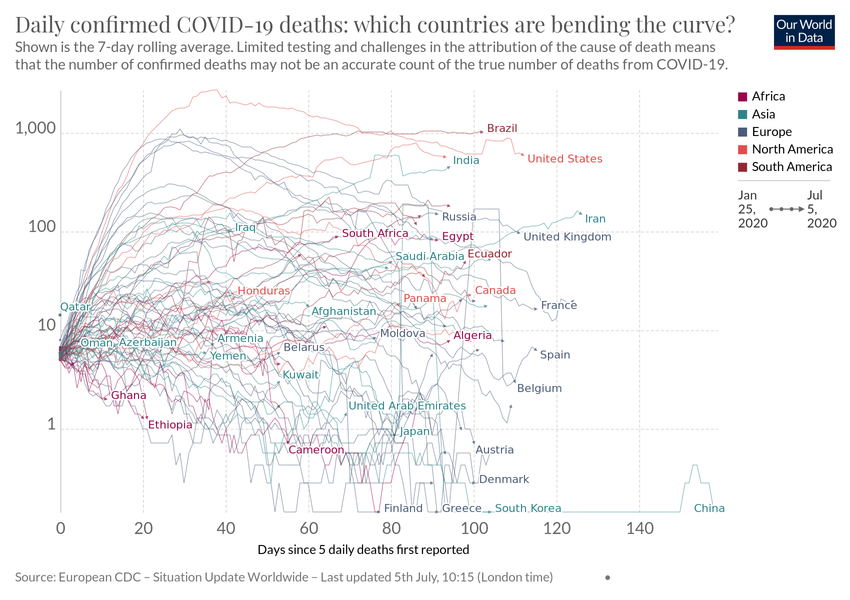 Daily confirmed COVID-19 deaths: which countries are bending the curve?
Our World
in Data
Shown is the 7-day rolling average. Limited testing and challenges in the attribution of the cause of death means
that the number of confirmed deaths may not be an accurate count of the true number of deaths from COVID-19.
Africa
Asia
Europe
North America
South America
Jan
25,
2020
Jul
5,
2020
1,000
100
10
1
Brazil
United States
India
Iran
Russia
Iraq
South Africa
Egypt
United Kingdom
Saudi Arabia
Ecuador
Honduras
Canada
Panama
Qatar
Afghanistan
France
Moldova
Algeria
Oman
Azerbaijan
Armenia
Yemen
Belarus
Spain
Kuwait
Belgium
Ghana
United Arab Emirates
Ethiopia
Japan
Cameroon
Austria
Denmark
Finland
Greece
South Korea
China
0
20
40
60
80
100
120
140
Days since 5 daily deaths first reported
Source: European CDC – Situation Update Worldwide – Last updated 5th July, 10:15 (London time)